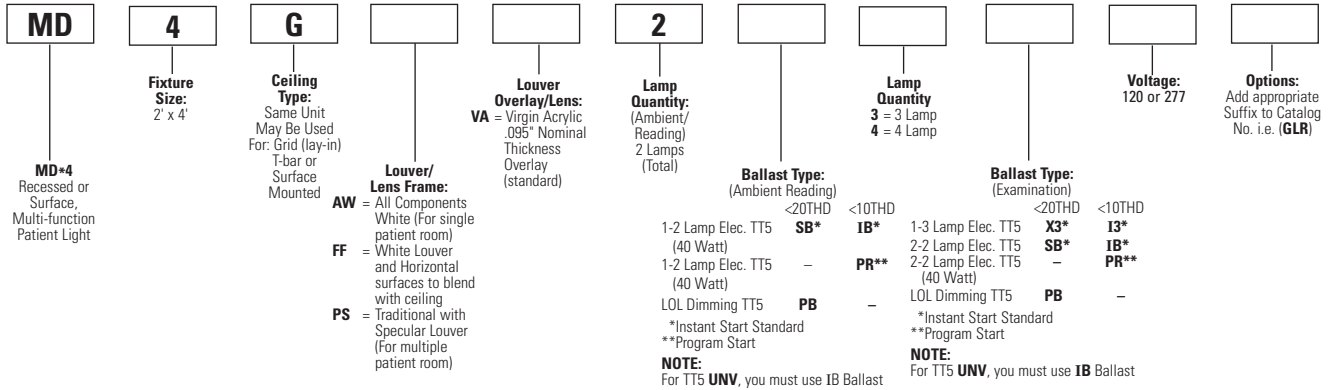 MD
4
G
2
Fixture
Size:
2' x 4'
Ceiling
Type:
Same Unit
May Be Used
For: Grid (lay-in)
T-bar or
Surface
Mounted
Louver
Overlay/Lens:
VA = Virgin Acrylic
.095" Nominal
Thickness
Overlay
(standard)
Lamp
Quantity:
(Ambient/
Reading)
2 Lamps
(Total)
Lamp
Quantity
3 = 3 Lamp
4 = 4 Lamp
Voltage:
120 or 277
Options:
Add appropriate
Suffix to Catalog
No. i.e. (GLR)
MD*4
Recessed or
Surface,
Multi-function
Patient Light
Louver/
Lens Frame:
AW = All Components
White (For single
patient room)
FF = White Louver
and Horizontal
surfaces to blend
with ceiling
PS = Traditional with
Specular Louver
(For multiple
patient room)
Ballast Type:
(Ambient Reading)
<20THD <10THD
1-2 Lamp Elec. TT5 SB* IB*
(40 Watt)
1-2 Lamp Elec. TT5 – PR**
(40 Watt)
LOL Dimming TT5 PB –
*Instant Start Standard
**Program Start
NOTE:
For TT5 UNV, you must use IB Ballast
Ballast Type:
(Examination)
<20THD <10THD
1-3 Lamp Elec. TT5 X3* I3*
2-2 Lamp Elec. TT5 SB* IB*
2-2 Lamp Elec. TT5 – PR**
(40 Watt)
LOL Dimming TT5 PB –
*Instant Start Standard
**Program Start
NOTE:
For TT5 UNV, you must use IB Ballast